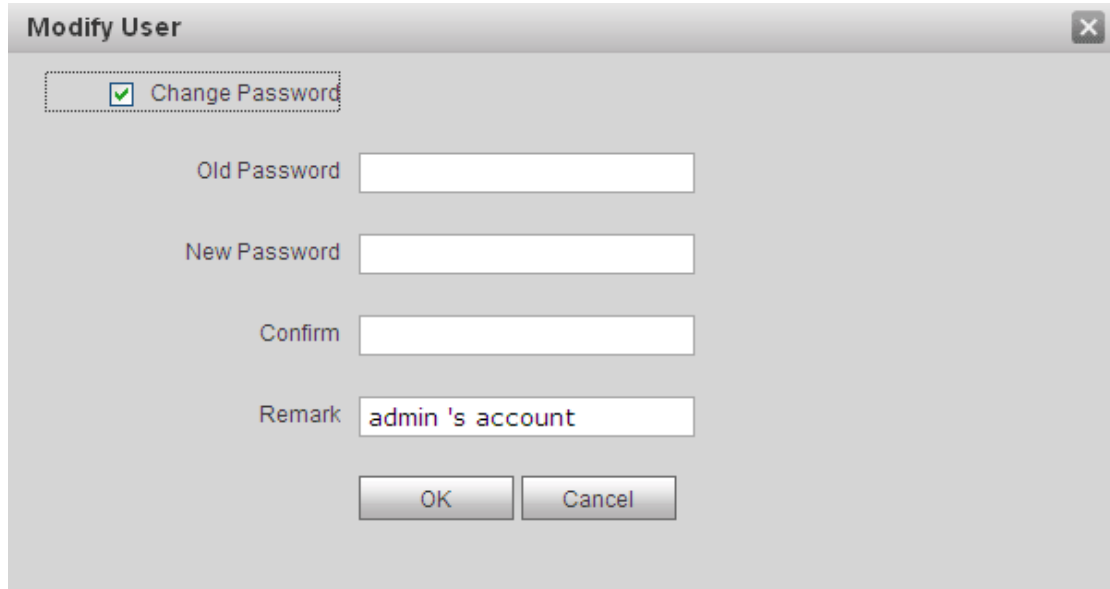 Modify User
Change Password
Old Password
New Password
Confirm
Remark admin 's account
OK Cancel